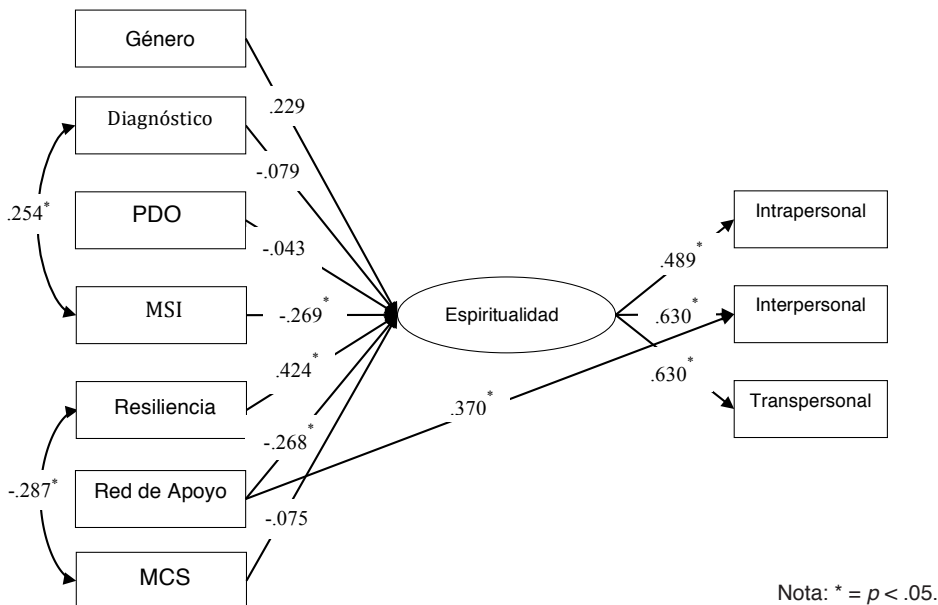 Género
.229
Diagnóstico
-.079
.254*
PDO
-.043
Intrapersonal
.489*
MSI
-.269*
Espiritualidad
.630*
Interpersonal
.630*
Resiliencia
.424*
.370*
Transpersonal
-.268*
-.287*
Red de Apoyo
-.075
MCS
Nota: * = p < .05.